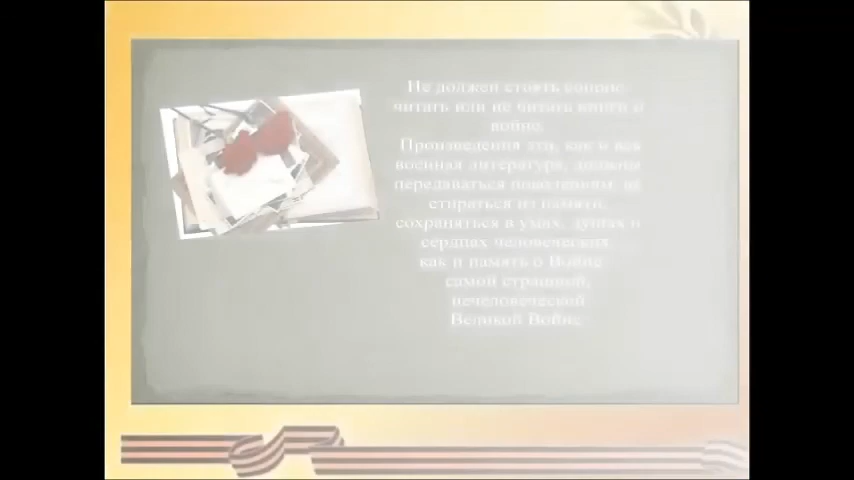 Не должен стоять вопрос-
читать или не читать книги о
войне.
Произведения эти, как и вся
военная литература, должны
передаваться поколениям, не
стираться из памяти,
сохраняться в умах, душах и
сердцах человеческих
как и память о Войне
самой страшной,
нечеловеческой
Великой Войне